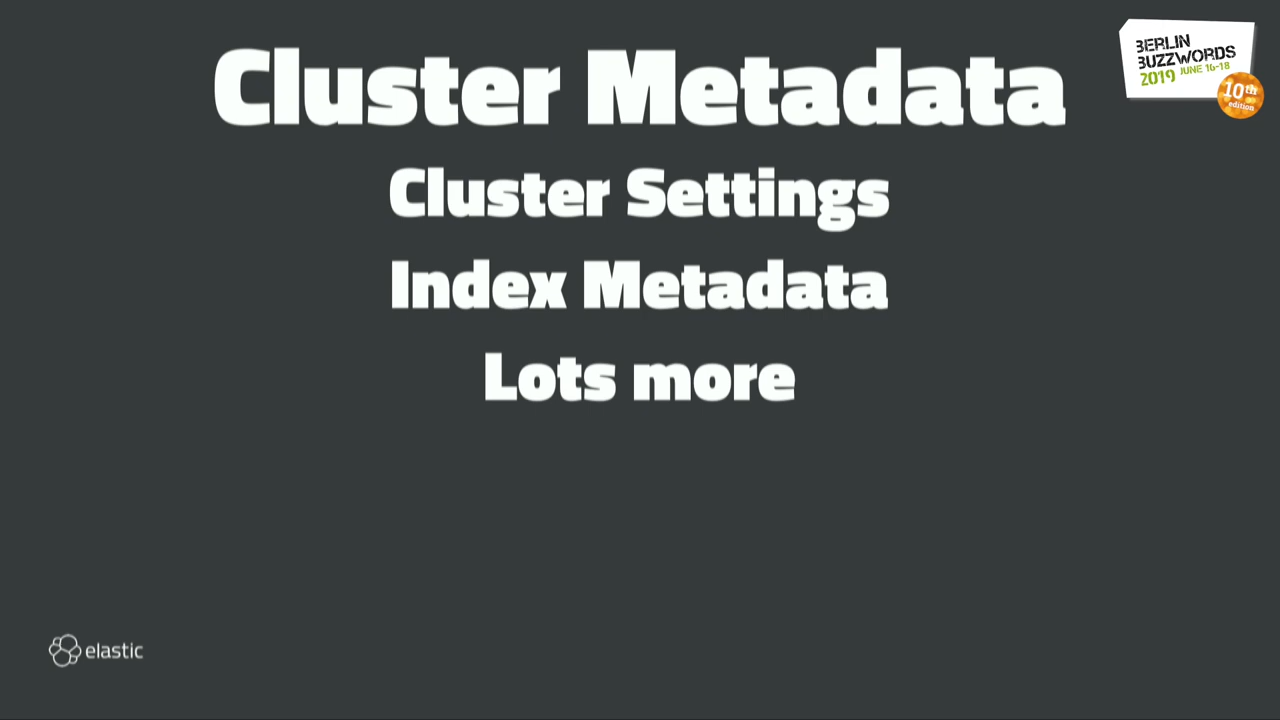 Cluster Metadata
Cluster Settings
Index Metadata
Lots more
BERLIN
BUZZWORDS
2019 JUNE 16-18
10th
edition
elastic